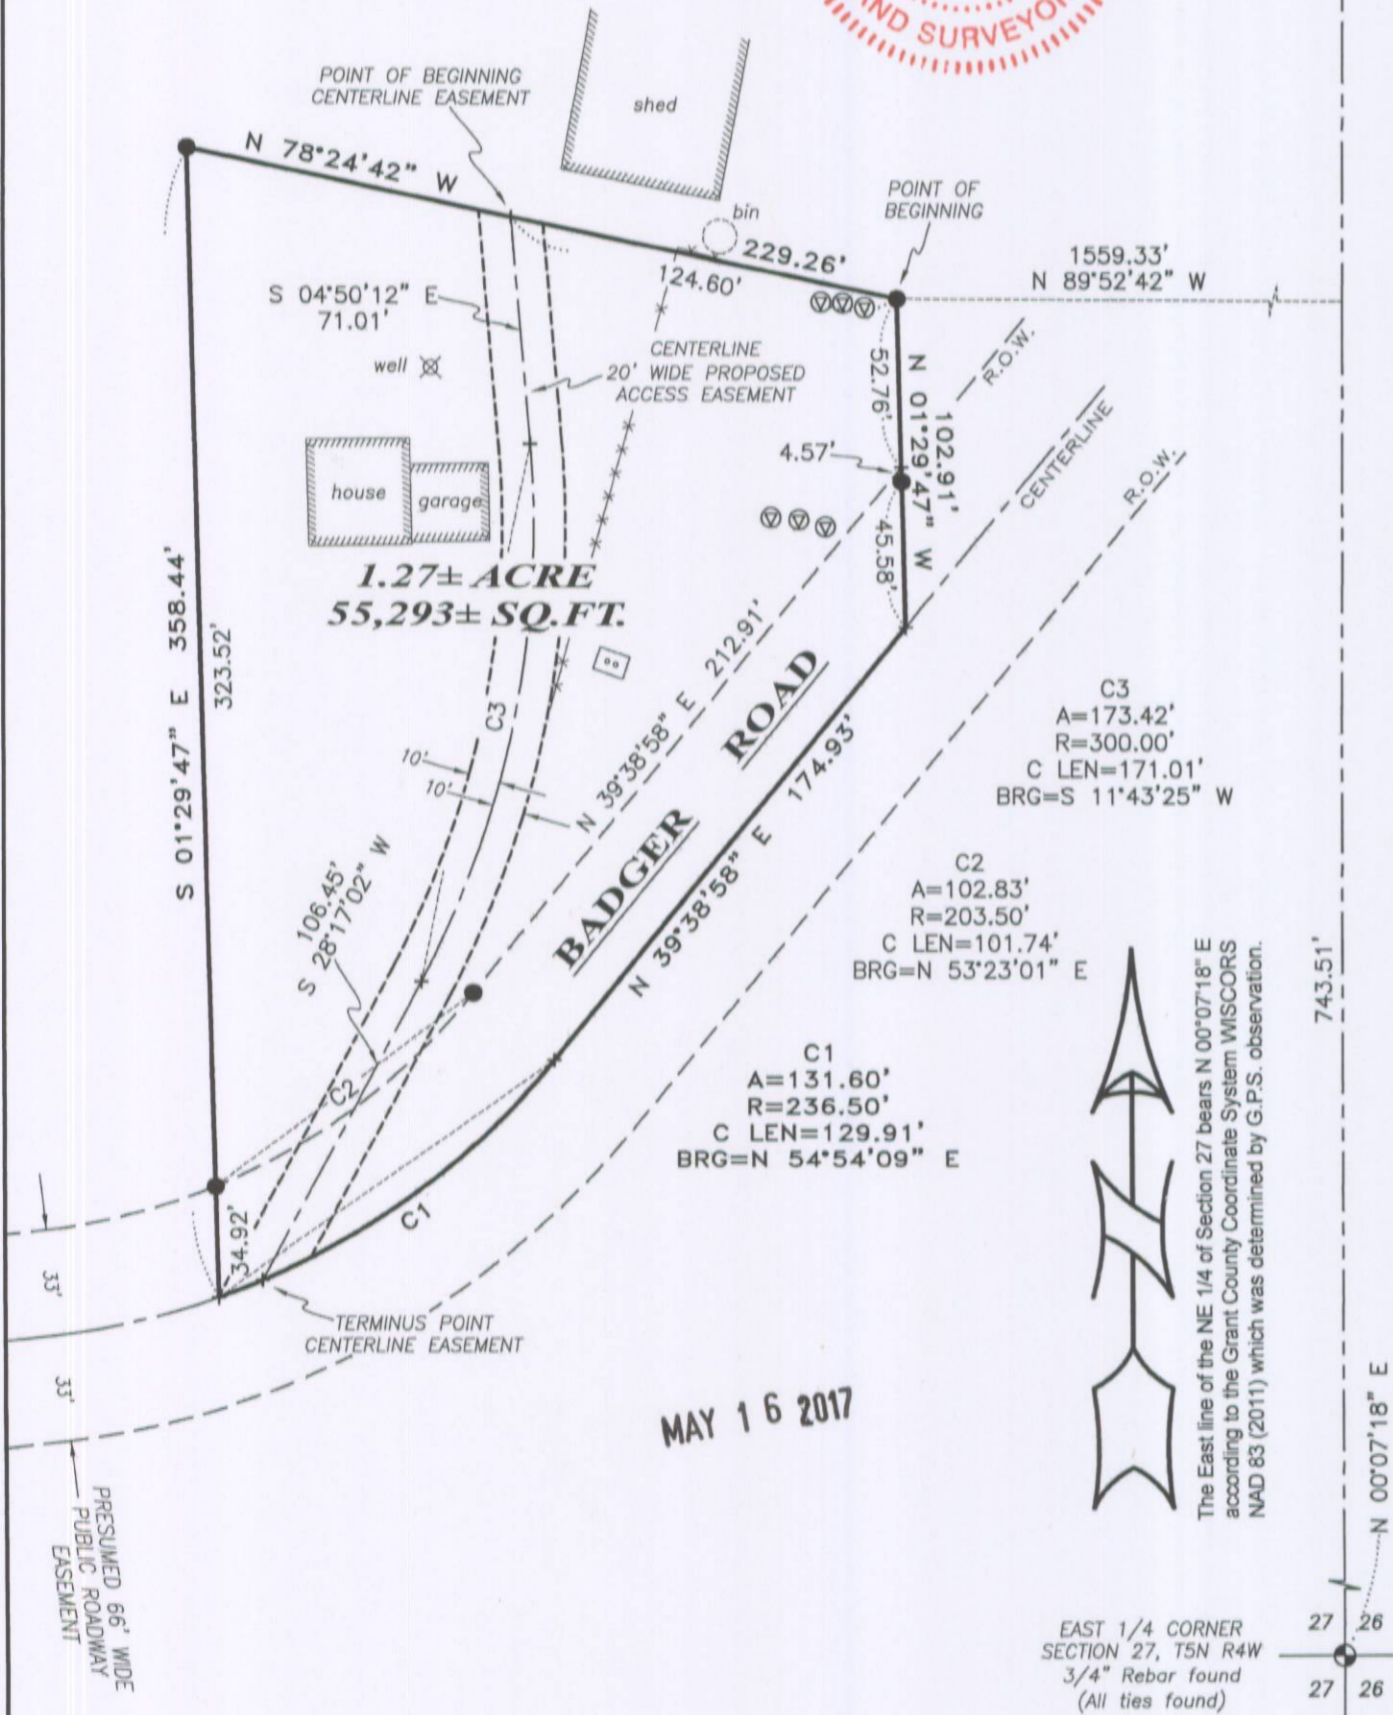 AND SURVEYOR
POINT OF BEGINNING
CENTERLINE EASEMENT
shed
N 78°24'42" W
bin
POINT OF
BEGINNING
229.26'
124.60'
1559.33'
N 89°52'42" W
S 04°50'12" E
71.01'
well
CENTERLINE
20' WIDE PROPOSED
ACCESS EASEMENT
52.76'
N 01°29'47" W
102.91'
R.O.W.
CENTERLINE
R.O.W.
4.57'
45.58'
house
garage
1.27± ACRE
55,293± SQ.FT.
S 01°29'47" E 358.44'
323.52'
N 39°38'58" E 212.91'
BADGER ROAD
N 39°38'58" E 174.93'
C3
10'
10'
106.45'
S 28°17'02" W
C3
A=173.42'
R=300.00'
C LEN=171.01'
BRG=S 11°43'25" W
C2
A=102.83'
R=203.50'
C LEN=101.74'
BRG=N 53°23'01" E
C1
A=131.60'
R=236.50'
C LEN=129.91'
BRG=N 54°54'09" E
C2
C1
34.92'
33'
33'
TERMINUS POINT
CENTERLINE EASEMENT
MAY 16 2017
PRESUMED 66' WIDE
PUBLIC ROADWAY
EASEMENT
The East line of the NE 1/4 of Section 27 bears N 00°07'18" E
according to the Grant County Coordinate System WISCORS
NAD 83 (2011) which was determined by G.P.S. observation.
743.51'
N 00°07'18" E
EAST 1/4 CORNER
SECTION 27, T5N R4W
3/4" Rebar found
(All ties found)
27 26
27 26